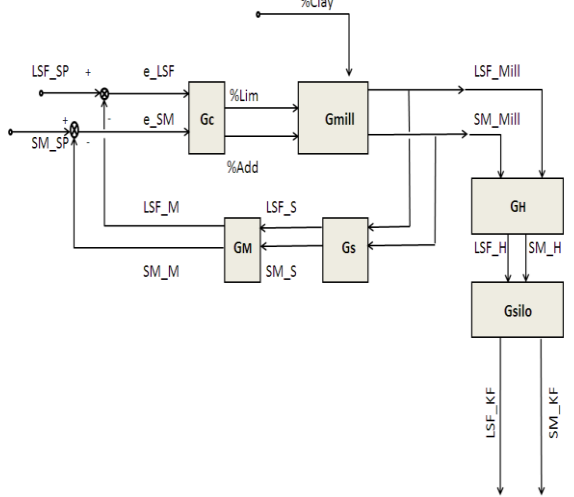 %Clay
LSF_SP + e_LSF LSF_Mill
- %Lim
Gc Gmill
+ e_SM SM_Mill
SM_SP -
%Add
LSF_M LSF_S GH
GM Gs
SM_M SM_S LSF_H SM_H
Gsilo
LSF_KF SM_KF